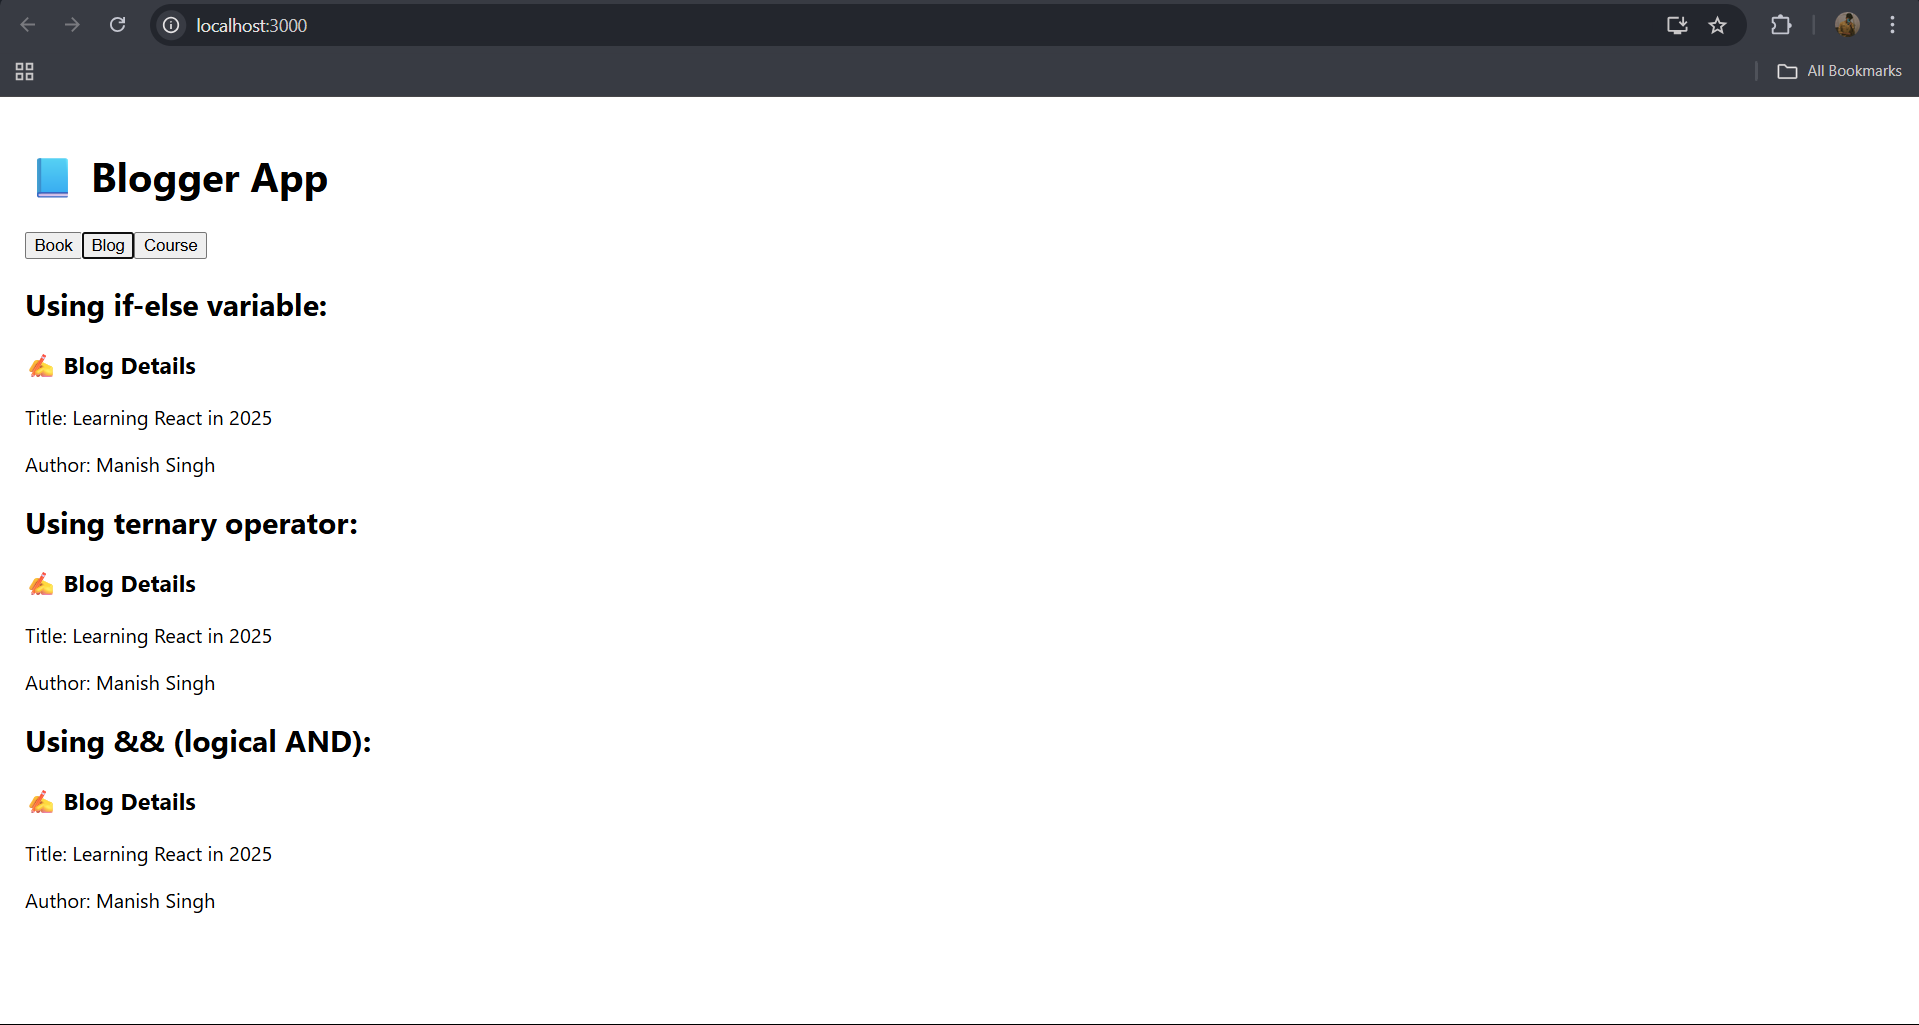 localhost:3000
All Bookmarks
📘 Blogger App
Book Blog Course
Using if-else variable:
✍️ Blog Details
Title: Learning React in 2025
Author: Manish Singh
Using ternary operator:
✍️ Blog Details
Title: Learning React in 2025
Author: Manish Singh
Using && (logical AND):
✍️ Blog Details
Title: Learning React in 2025
Author: Manish Singh